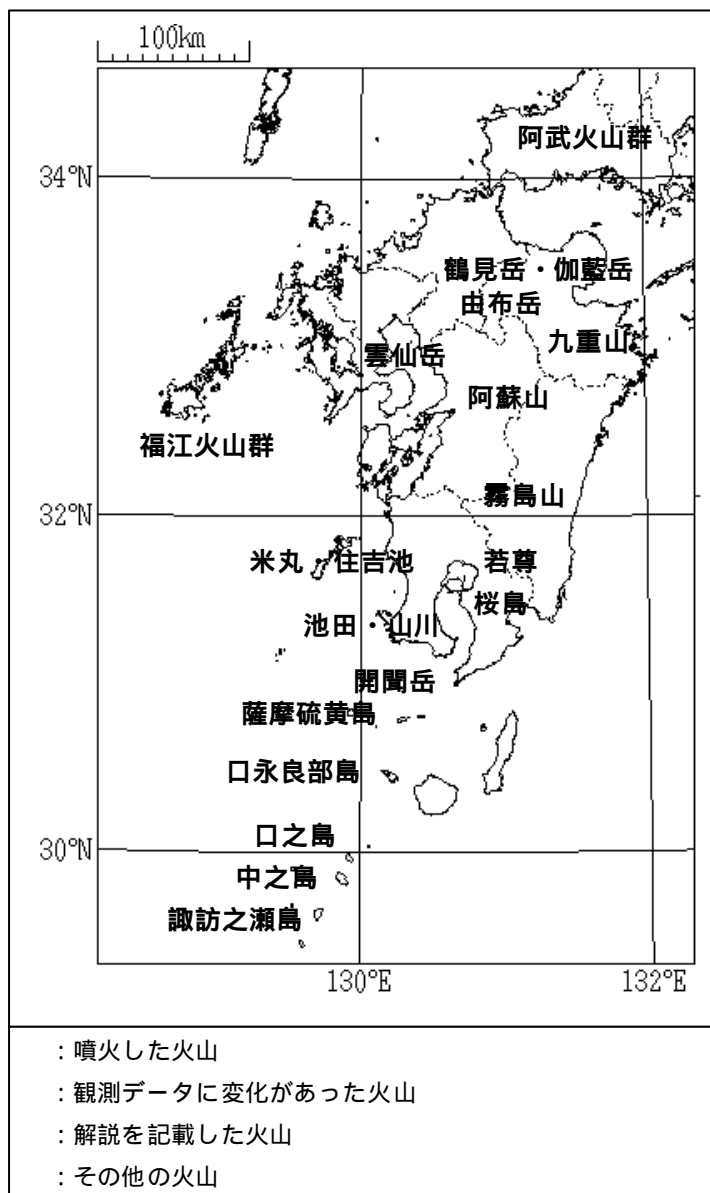 100km
阿武火山群
34°N
鶴見岳・伽藍岳
由布岳
九重山
雲仙岳
阿蘇山
福江火山群
霧島山
32°N
米丸 住吉池 若尊
桜島
池田・山川
開聞岳
薩摩硫黄島
口永良部島
口之島
30°N
中之島
諏訪之瀬島
130°E 132°E
:噴火した火山
:観測データに変化があった火山
:解説を記載した火山
:その他の火山